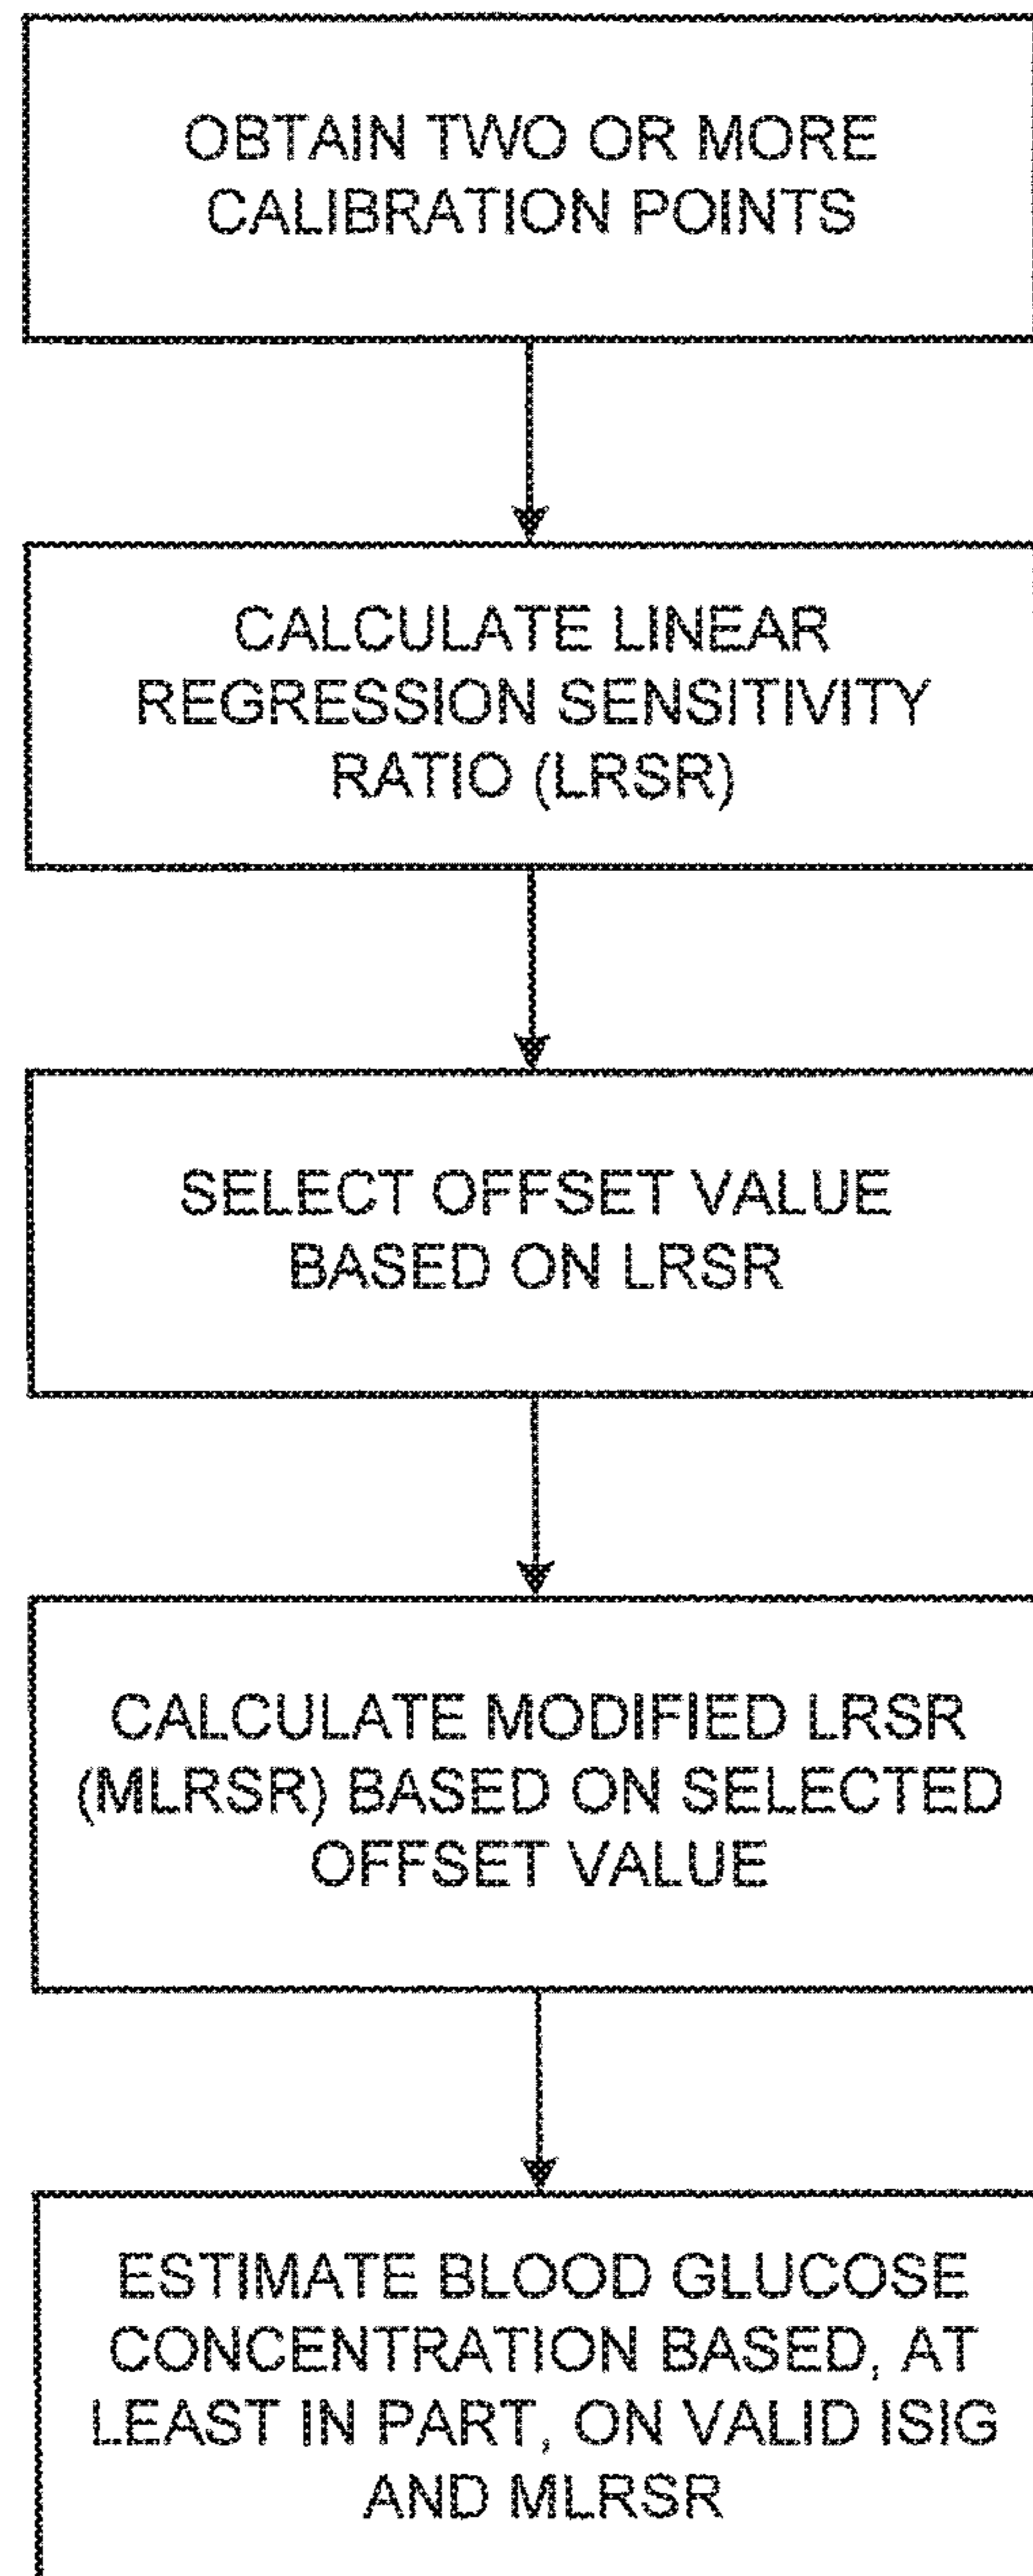 OBTAIN TWO OR MORE
CALIBRATION POINTS
CALCULATE LINEAR
REGRESSION SENSITIVITY
RATIO (LRSR)
SELECT OFFSET VALUE
BASED ON LRSR
CALCULATE MODIFIED LRSR
(MLRSR) BASED ON SELECTED
OFFSET VALUE
ESTIMATE BLOOD GLUCOSE
CONCENTRATION BASED, AT
LEAST IN PART, ON VALID ISIG
AND MLRSR